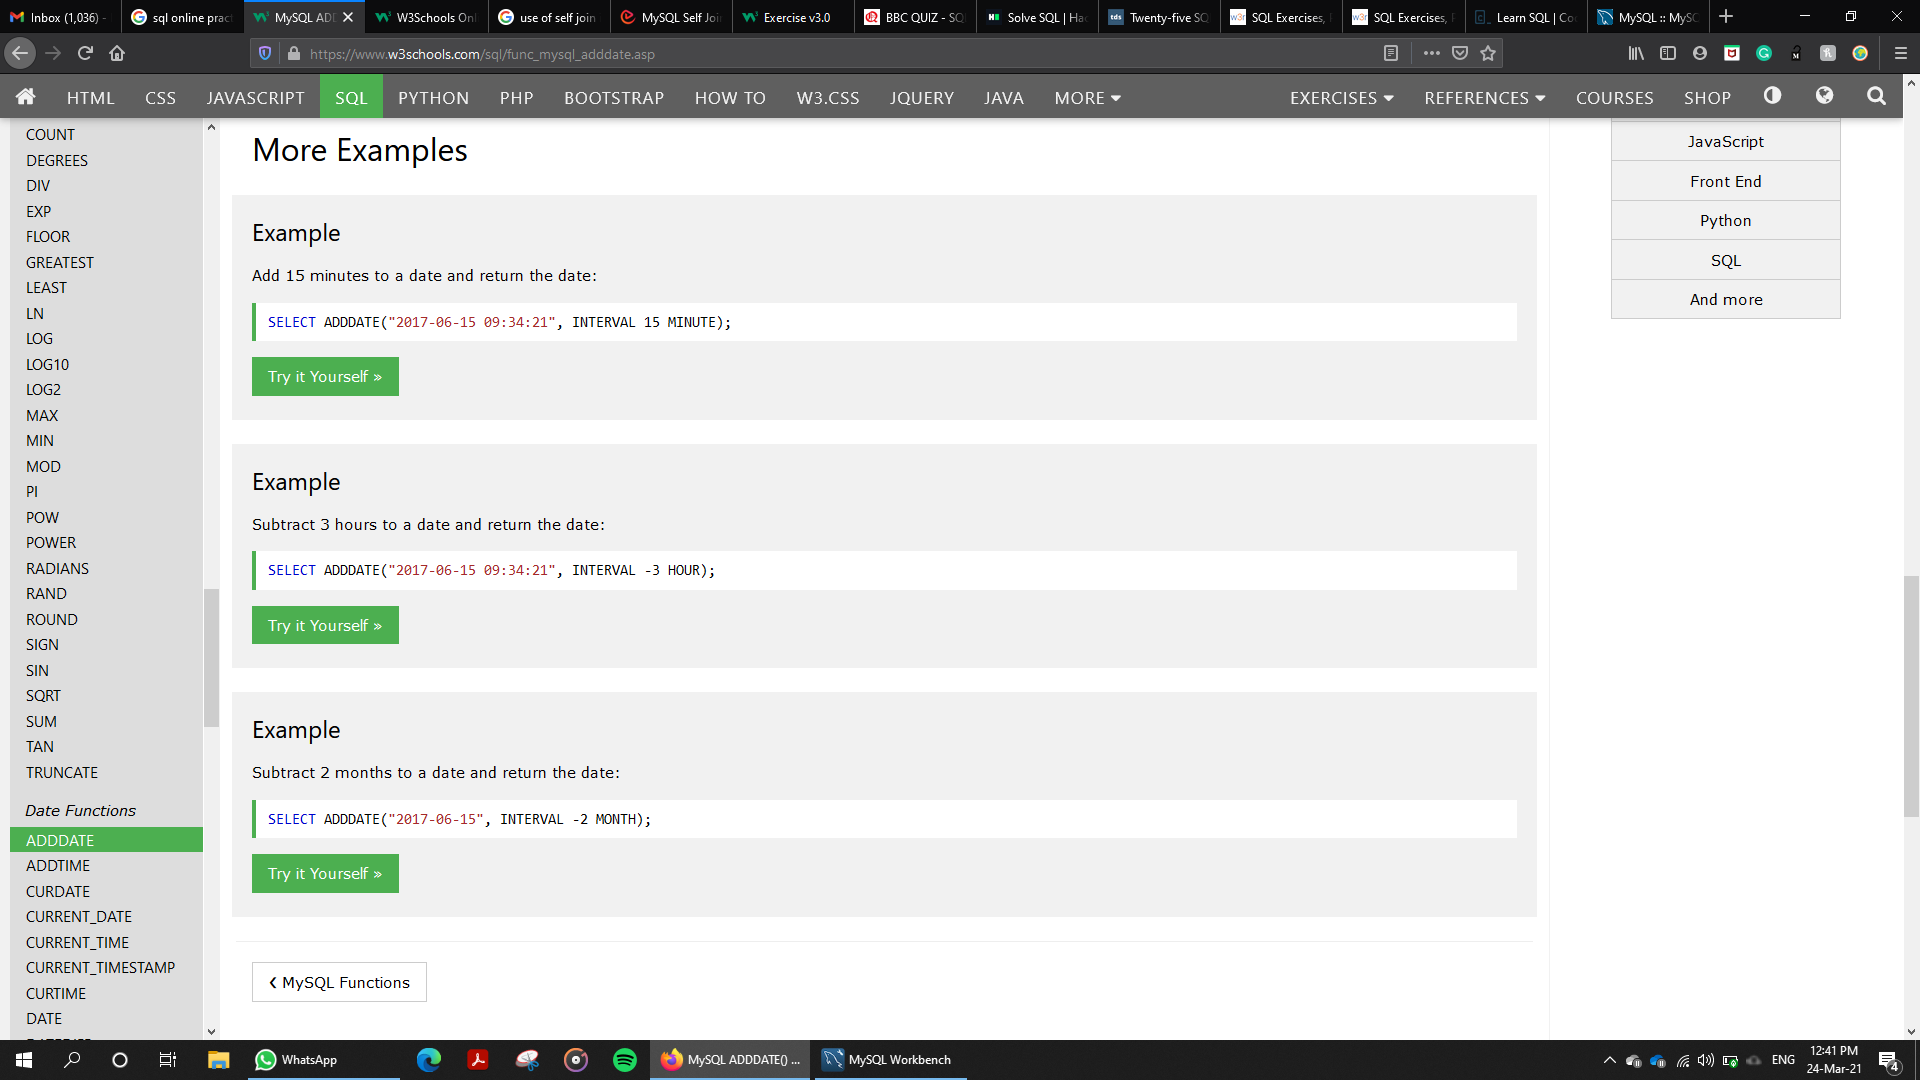 Inbox (1,036) -
sql online pract
MySQL ADD
W3Schools Onl
use of self join
MySQL Self Joi
Exercise v3.0
BBC QUIZ - SQ
Solve SQL | Ha
Twenty-five SQ
SQL Exercises, P
SQL Exercises, P
Learn SQL | Co
MySQL :: MySQ
https://www.w3schools.com/sql/func_mysql_adddate.asp
HTML CSS JAVASCRIPT SQL PYTHON PHP BOOTSTRAP HOW TO W3.CSS JQUERY JAVA MORE EXERCISES REFERENCES COURSES SHOP
COUNT
DEGREES
DIV
EXP
FLOOR
GREATEST
LEAST
LN
LOG
LOG10
LOG2
MAX
MIN
MOD
PI
POW
POWER
RADIANS
RAND
ROUND
SIGN
SIN
SQRT
SUM
TAN
TRUNCATE
Date Functions
ADDDATE
ADDTIME
CURDATE
CURRENT_DATE
CURRENT_TIME
CURRENT_TIMESTAMP
CURTIME
DATE
More Examples
Example
Add 15 minutes to a date and return the date:
SELECT ADDDATE("2017-06-15 09:34:21", INTERVAL 15 MINUTE);
Try it Yourself »
Example
Subtract 3 hours to a date and return the date:
SELECT ADDDATE("2017-06-15 09:34:21", INTERVAL -3 HOUR);
Try it Yourself »
Example
Subtract 2 months to a date and return the date:
SELECT ADDDATE("2017-06-15", INTERVAL -2 MONTH);
Try it Yourself »
❮ MySQL Functions
JavaScript
Front End
Python
SQL
And more
WhatsApp
MySQL ADDDATE() ...
MySQL Workbench
ENG
12:41 PM
24-Mar-21
4